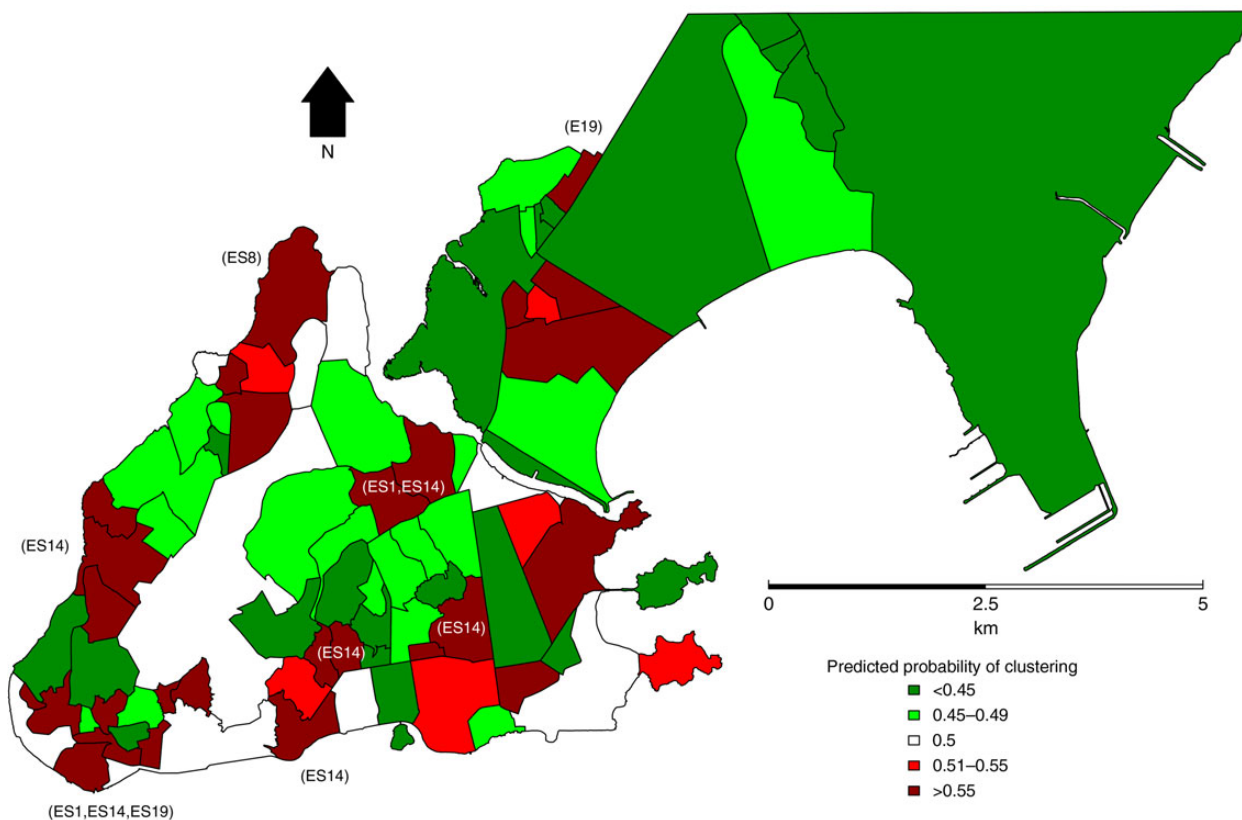 (E19)
N
(ES8)
(ES1,ES14)
(ES14)
(ES14)
(ES14)
0 2.5 5
km
Predicted probability of clustering
<0.45
0.45–0.49
0.5
0.51–0.55
>0.55
(ES14)
(ES1,ES14,ES19)